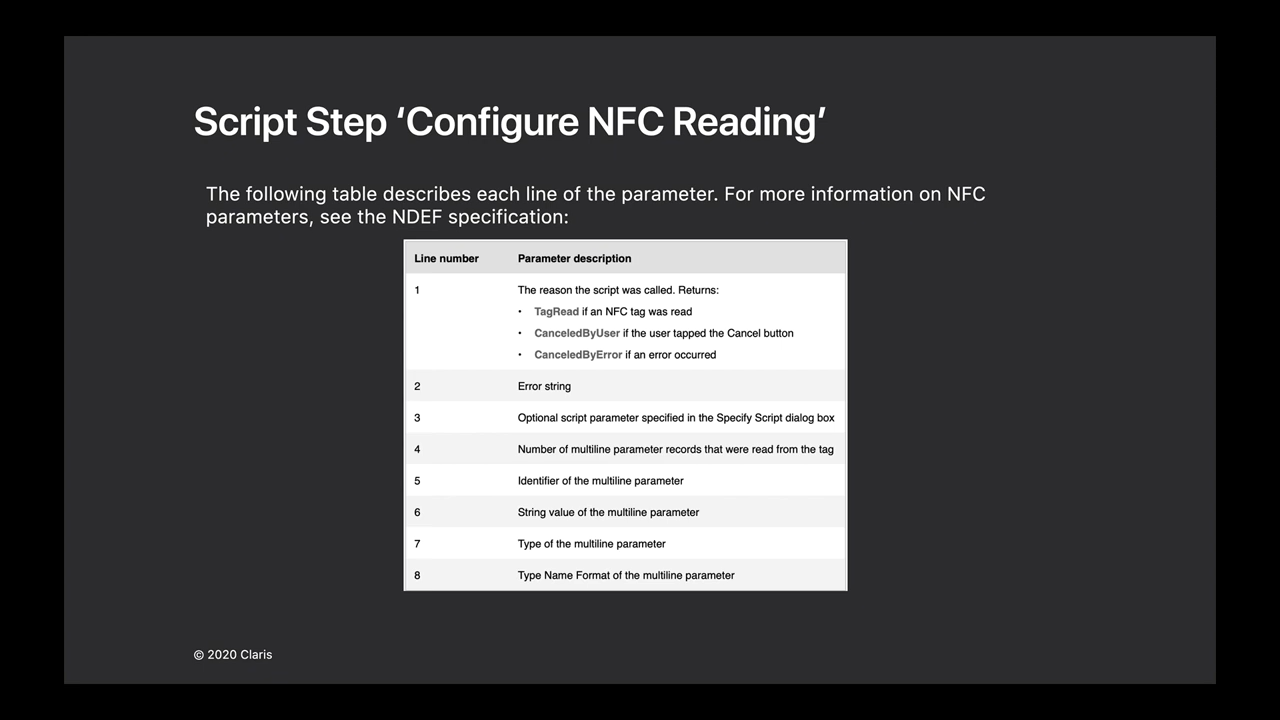 Script Step ‘Configure NFC Reading’
The following table describes each line of the parameter. For more information on NFC
parameters, see the NDEF specification:
Line number Parameter description
1 The reason the script was called. Returns:
• TagRead if an NFC tag was read
• CanceledByUser if the user tapped the Cancel button
• CanceledByError if an error occurred
2 Error string
3 Optional script parameter specified in the Specify Script dialog box
4 Number of multiline parameter records that were read from the tag
5 Identifier of the multiline parameter
6 String value of the multiline parameter
7 Type of the multiline parameter
8 Type Name Format of the multiline parameter
© 2020 Claris